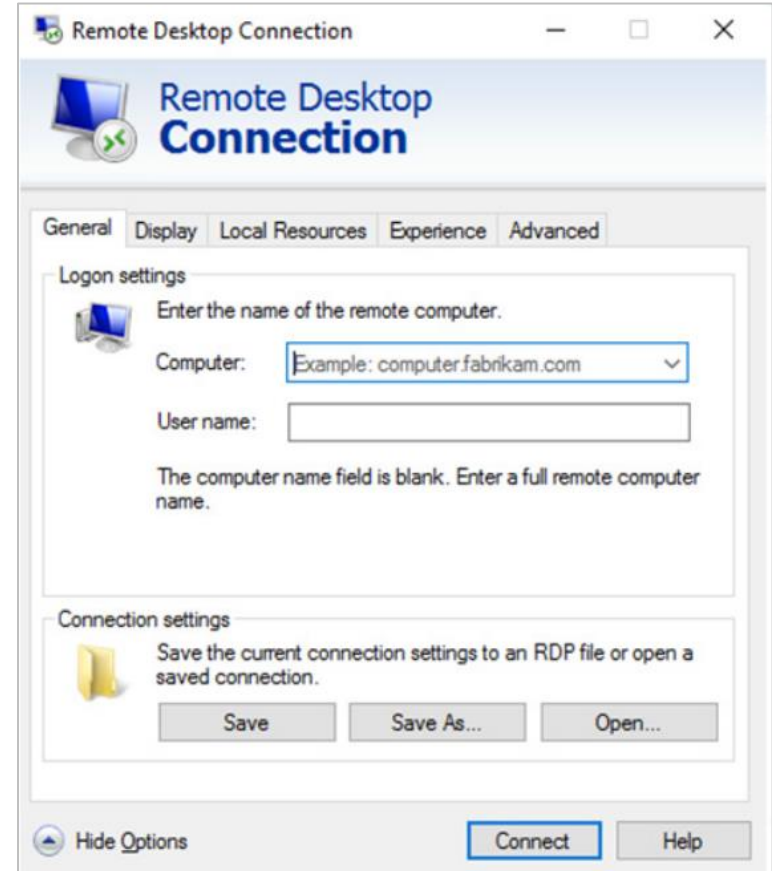 Remote Desktop Connection
Remote Desktop
Connection
General Display Local Resources Experience Advanced
Logon settings
Enter the name of the remote computer.
Computer: Example: computer.fabrikam.com
User name:
The computer name field is blank. Enter a full remote computer
name.
Connection settings
Save the current connection settings to an RDP file or open a
saved connection.
Save Save As... Open...
Hide Options Connect Help